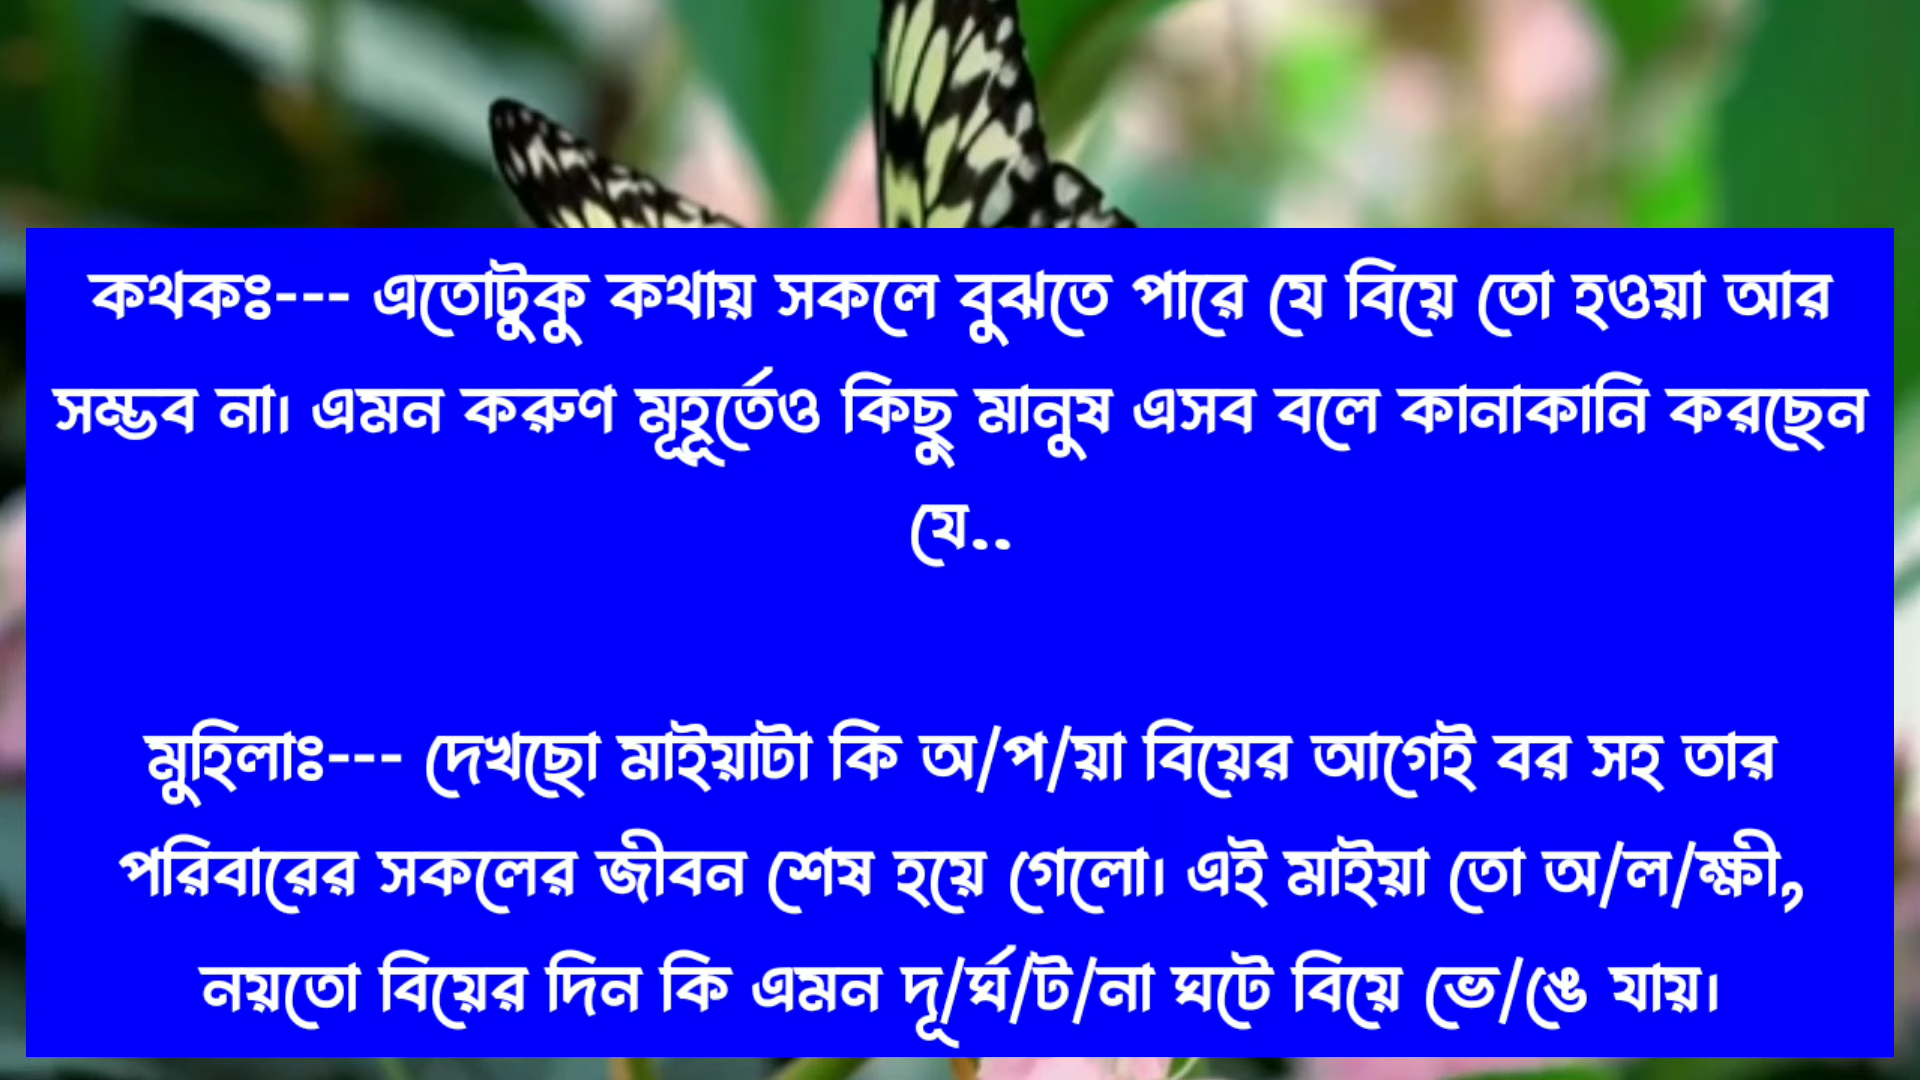 কথকঃ--- এতোটুকু কথায় সকলে বুঝতে পারে যে বিয়ে তো হওয়া আর
সম্ভব না। এমন করুণ মূহূর্তেও কিছু মানুষ এসব বলে কানাকানি করছেন
যে..
মুহিলাঃ--- দেখছো মাইয়াটা কি অ/প/য়া বিয়ের আগেই বর সহ তার
পরিবারের সকলের জীবন শেষ হয়ে গেলো। এই মাইয়া তো অ/ল/ক্ষী,
নয়তো বিয়ের দিন কি এমন দূ/র্ঘ/ট/না ঘটে বিয়ে ভে/ঙে যায়।